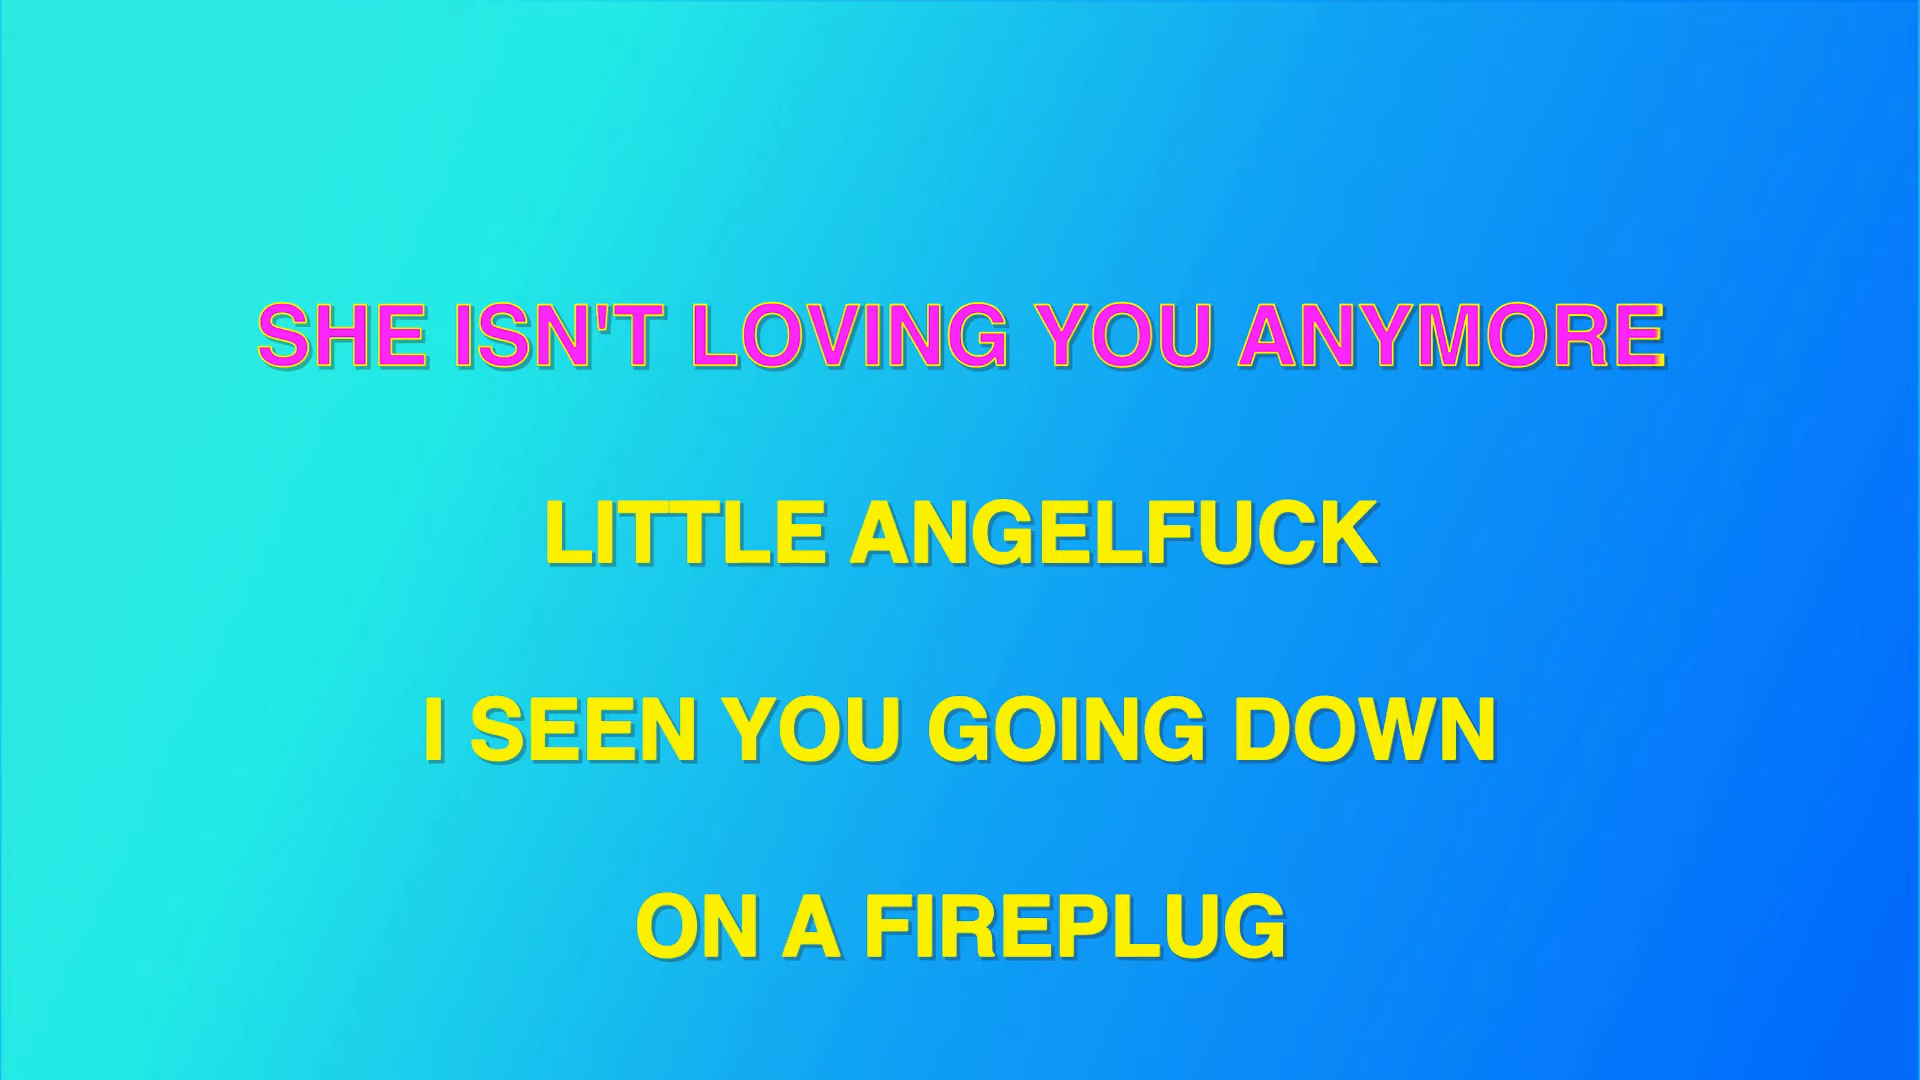 SHE ISN'T LOVING YOU ANYMORE
LITTLE ANGELFUCK
I SEEN YOU GOING DOWN
ON A FIREPLUG